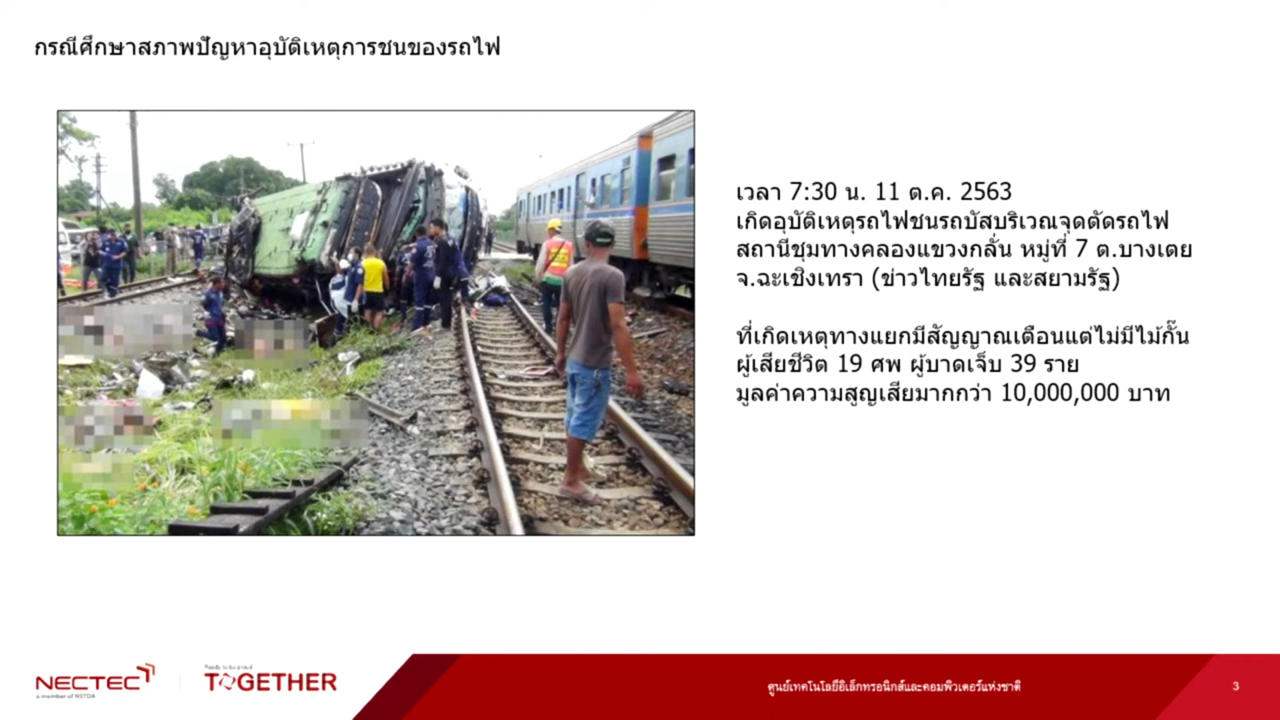 กรณีศึกษาสภาพปัญหาอุบัติเหตุการชนของรถไฟ
เวลา 7:30 น. 11 ต.ค. 2563
เกิดอุบัติเหตุรถไฟชนรถบัสบริเวณจุดตัดรถไฟ
สถานีชุมทางคลองแขวงกลั่น หมู่ที่ 7 ต.บางเตย
จ.ฉะเชิงเทรา (ข่าวไทยรัฐ และสยามรัฐ)
ที่เกิดเหตุทางแยกมีสัญญาณเตือนแต่ไม่มีไม้กั๊น
ผู้เสียชีวิต 19 ศพ ผู้บาดเจ็บ 39 ราย
มูลค่าความสูญเสียมากกว่า 10,000,000 บาท
NECTEC
a member of NSTDA
TOGETHER
ศูนย์เทคโนโลยีอิเล็กทรอนิกส์และคอมพิวเตอร์แห่งชาติ
3